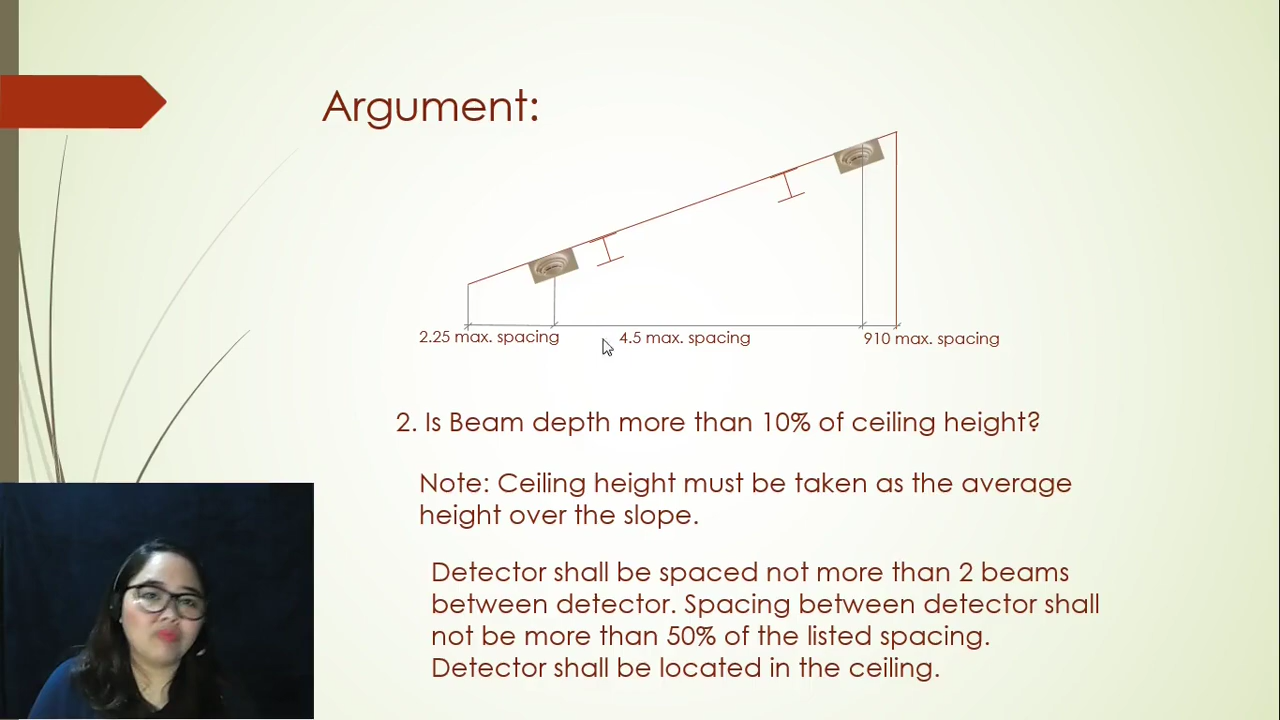 Argument:
2.25 max. spacing
4.5 max. spacing
910 max. spacing
2. Is Beam depth more than 10% of ceiling height?
Note: Ceiling height must be taken as the average
height over the slope.
Detector shall be spaced not more than 2 beams
between detector. Spacing between detector shall
not be more than 50% of the listed spacing.
Detector shall be located in the ceiling.